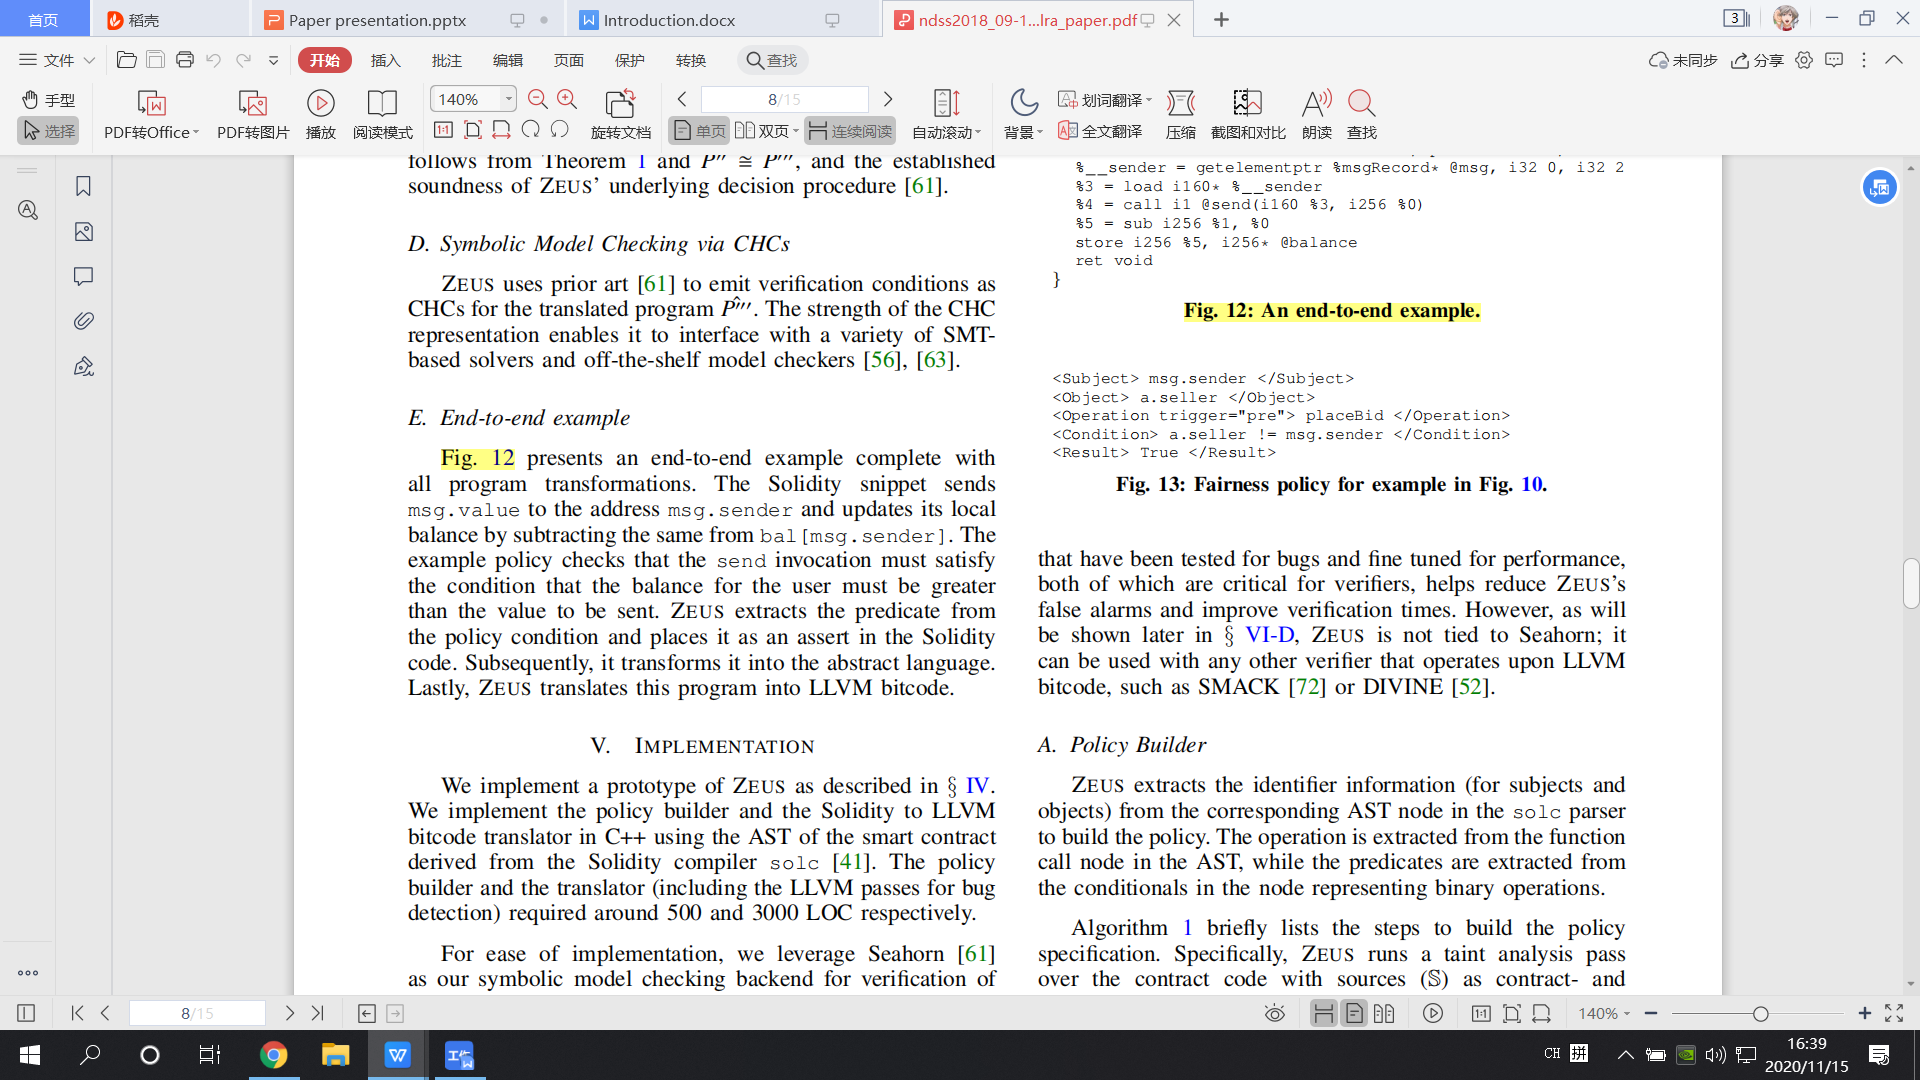 首页
稻壳
Paper presentation.pptx
Introduction.docx
ndss2018_09-1...lra_paper.pdf
3
文件
开始
插入
批注
编辑
页面
保护
转换
查找
未同步
分享
手型
选择
PDF转Office
PDF转图片
播放
阅读模式
140%
旋转文档
8/15
单页
双页
连续阅读
自动滚动
背景
划词翻译
全文翻译
压缩
截图和对比
朗读
查找
follows from Theorem 1 and P'' ≅ P''', and the established
soundness of ZEUS' underlying decision procedure [61].
D. Symbolic Model Checking via CHCs
ZEUS uses prior art [61] to emit verification conditions as
CHCs for the translated program P̂'''. The strength of the CHC
representation enables it to interface with a variety of SMT-
based solvers and off-the-shelf model checkers [56], [63].
E. End-to-end example
Fig. 12 presents an end-to-end example complete with
all program transformations. The Solidity snippet sends
msg.value to the address msg.sender and updates its local
balance by subtracting the same from bal[msg.sender]. The
example policy checks that the send invocation must satisfy
the condition that the balance for the user must be greater
than the value to be sent. ZEUS extracts the predicate from
the policy condition and places it as an assert in the Solidity
code. Subsequently, it transforms it into the abstract language.
Lastly, ZEUS translates this program into LLVM bitcode.
V. IMPLEMENTATION
We implement a prototype of ZEUS as described in § IV.
We implement the policy builder and the Solidity to LLVM
bitcode translator in C++ using the AST of the smart contract
derived from the Solidity compiler solc [41]. The policy
builder and the translator (including the LLVM passes for bug
detection) required around 500 and 3000 LOC respectively.
For ease of implementation, we leverage Seahorn [61]
as our symbolic model checking backend for verification of
%__sender = getelementptr %msgRecord* @msg, i32 0, i32 2
%3 = load i160* %__sender
%4 = call i1 @send(i160 %3, i256 %0)
%5 = sub i256 %1, %0
store i256 %5, i256* @balance
ret void
}
Fig. 12: An end-to-end example.
<Subject> msg.sender </Subject>
<Object> a.seller </Object>
<Operation trigger="pre"> placeBid </Operation>
<Condition> a.seller != msg.sender </Condition>
<Result> True </Result>
Fig. 13: Fairness policy for example in Fig. 10.
that have been tested for bugs and fine tuned for performance,
both of which are critical for verifiers, helps reduce ZEUS's
false alarms and improve verification times. However, as will
be shown later in § VI-D, ZEUS is not tied to Seahorn; it
can be used with any other verifier that operates upon LLVM
bitcode, such as SMACK [72] or DIVINE [52].
A. Policy Builder
ZEUS extracts the identifier information (for subjects and
objects) from the corresponding AST node in the solc parser
to build the policy. The operation is extracted from the function
call node in the AST, while the predicates are extracted from
the conditionals in the node representing binary operations.
Algorithm 1 briefly lists the steps to build the policy
specification. Specifically, ZEUS runs a taint analysis pass
over the contract code with sources (𝕊) as contract- and
8/15
140%
CH 拼
16:39
2020/11/15